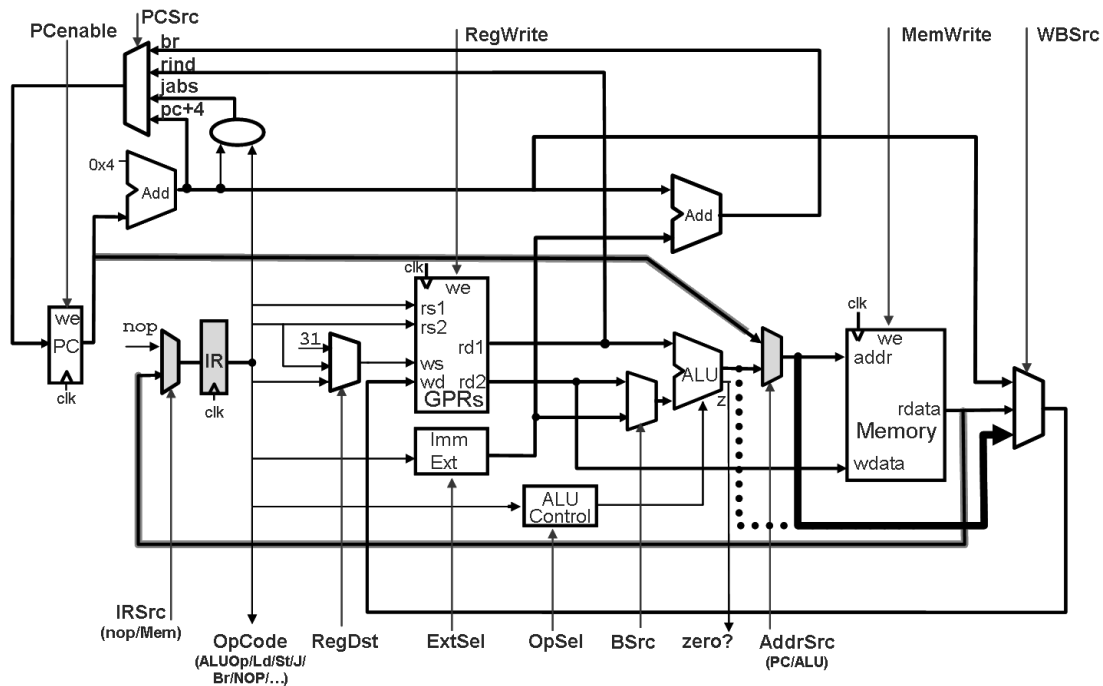 PCSrc
PCenable
RegWrite
MemWrite
WBSrc
br
rind
jabs
pc+4
0x4
Add
Add
clk
we
rs1
rs2
rd1
ws
wd
rd2
GPRs
we
PC
clk
nop
IR
clk
31
ALU
z
clk
we
addr
rdata
Memory
wdata
Imm
Ext
ALU
Control
IRSrc
(nop/Mem)
OpCode
(ALUOp/Ld/St/J/
Br/NOP/...)
RegDst
ExtSel
OpSel
BSrc
zero?
AddrSrc
(PC/ALU)